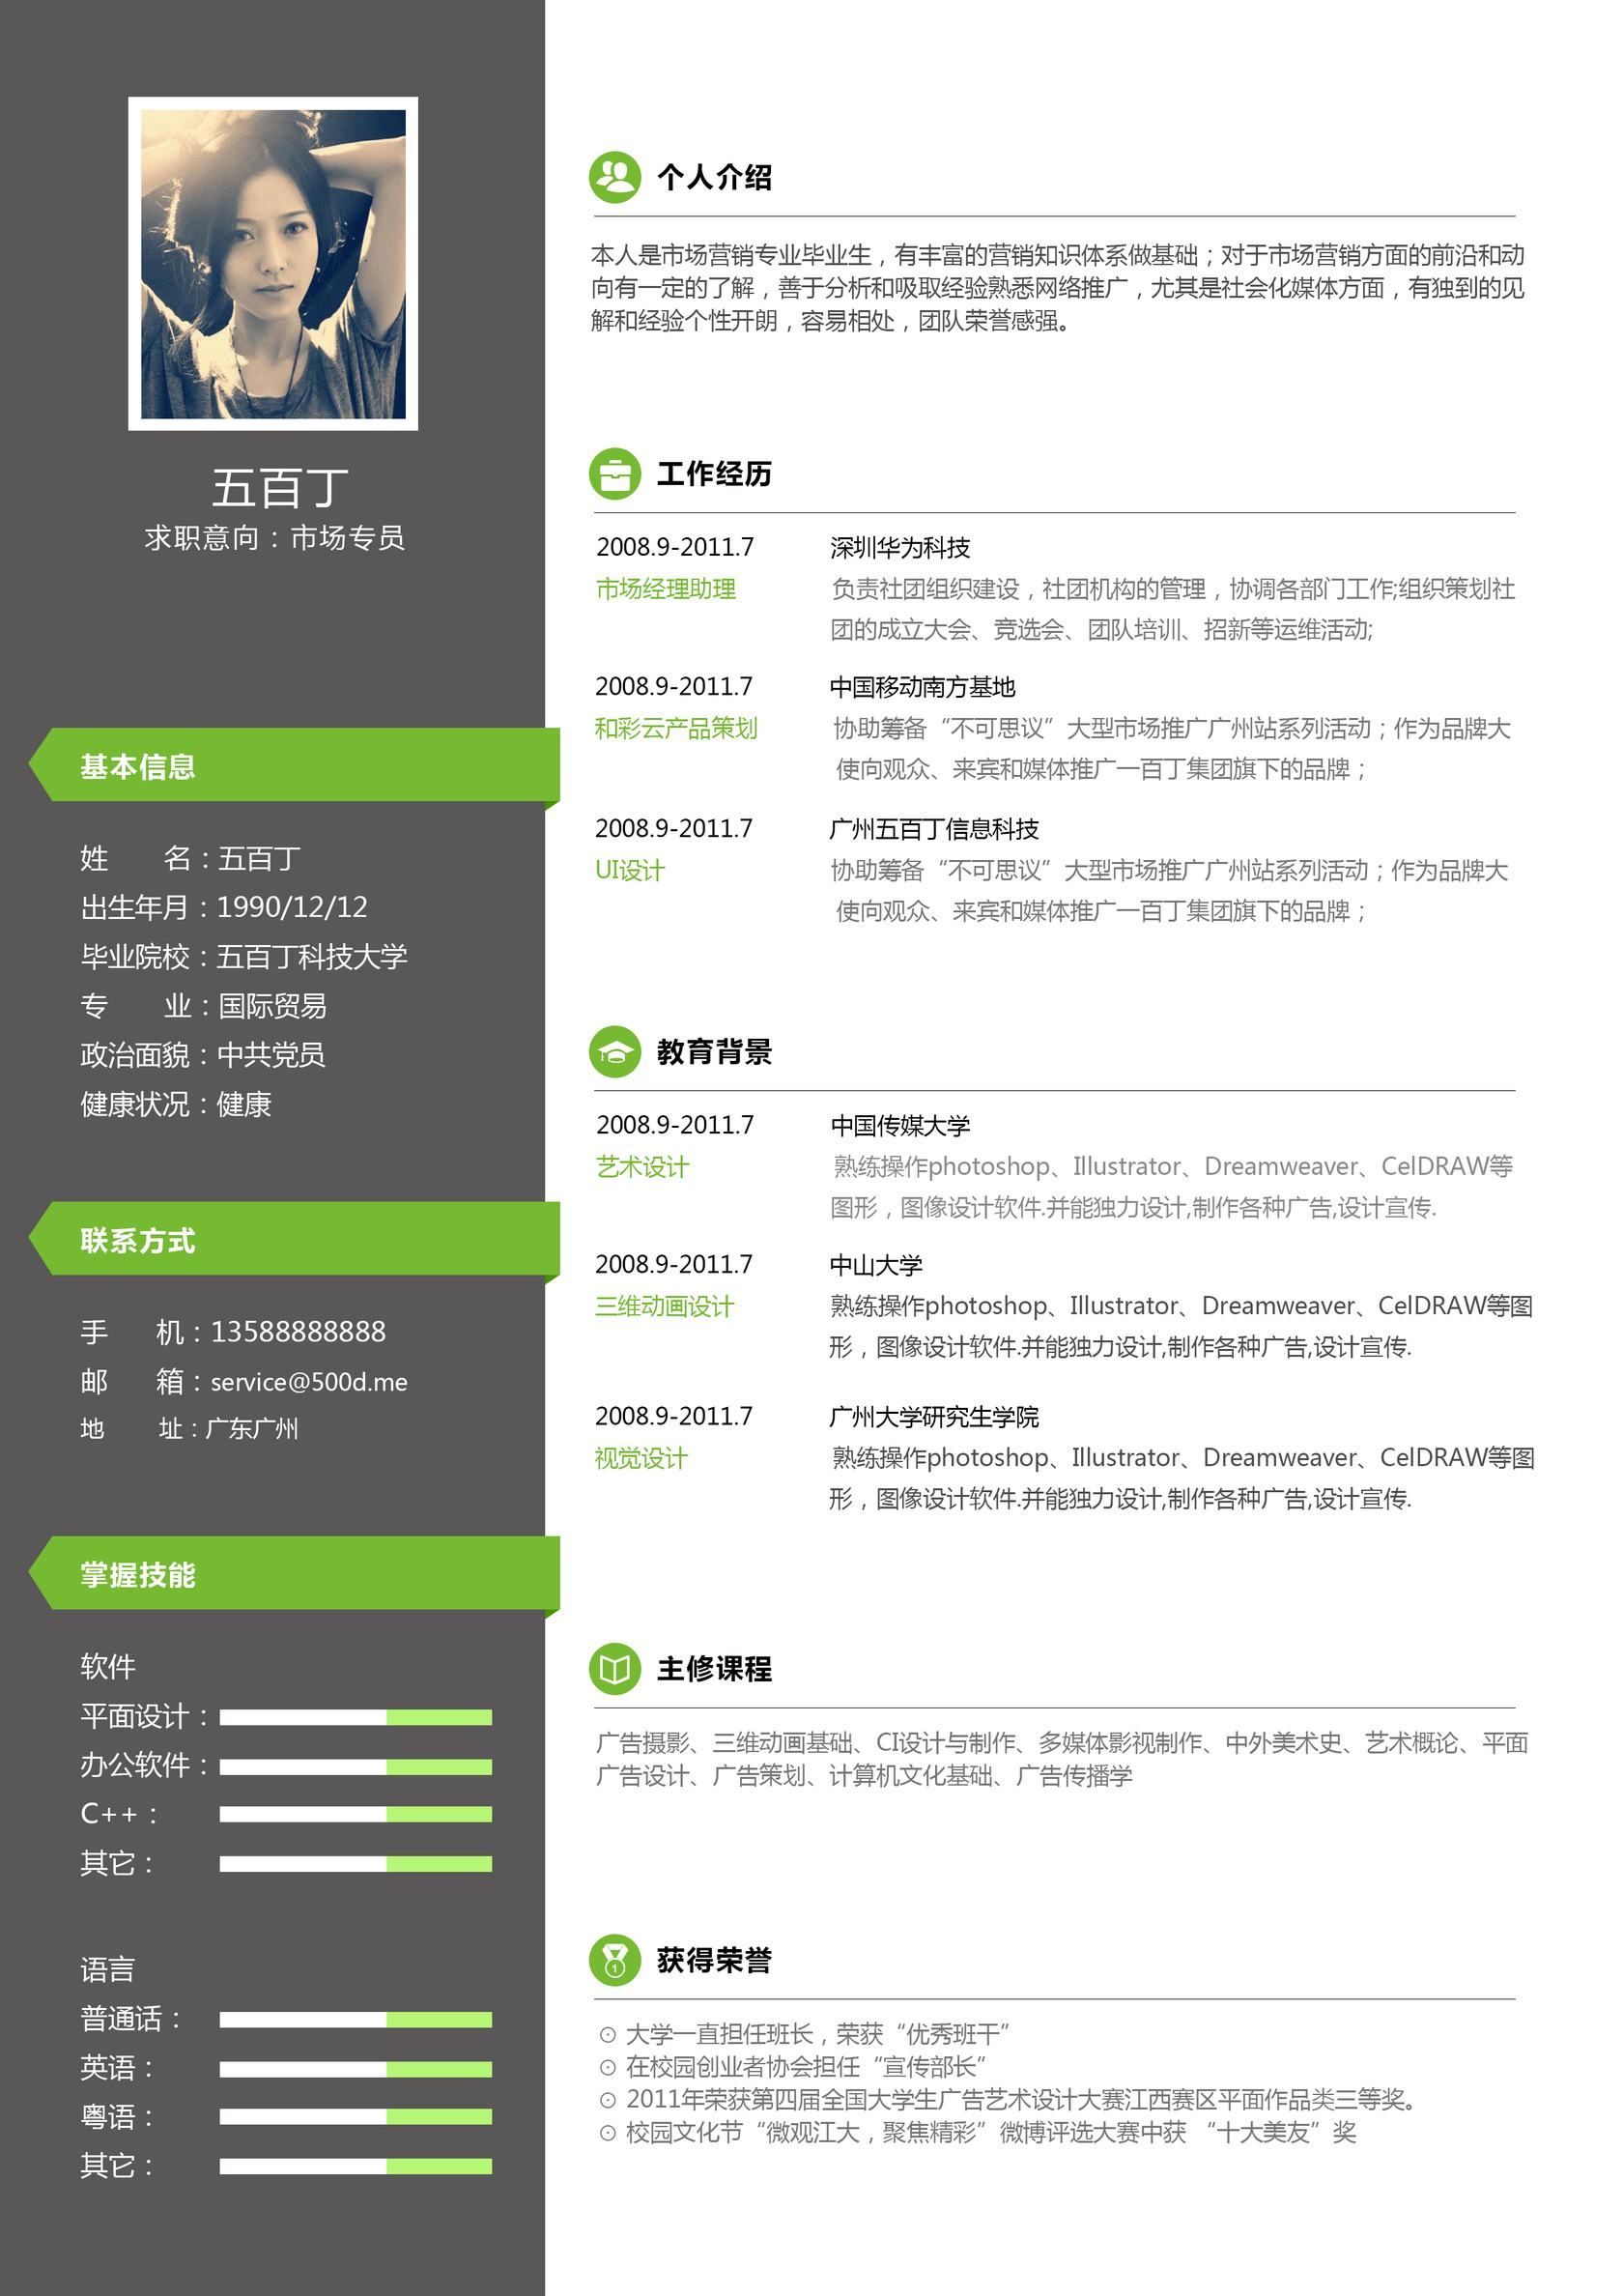 五百丁
求职意向：市场专员
基本信息
姓 名：五百丁
出生年月：1990/12/12
毕业院校：五百丁科技大学
专 业：国际贸易
政治面貌：中共党员
健康状况：健康
联系方式
手 机：13588888888
邮 箱：service@500d.me
地 址：广东广州
掌握技能
软件
平面设计：
办公软件：
C++：
其它：
语言
普通话：
英语：
粤语：
其它：
个人介绍
本人是市场营销专业毕业生，有丰富的营销知识体系做基础；对于市场营销方面的前沿和动
向有一定的了解，善于分析和吸取经验熟悉网络推广，尤其是社会化媒体方面，有独到的见
解和经验个性开朗，容易相处，团队荣誉感强。
工作经历
2008.9-2011.7 深圳华为科技
市场经理助理 负责社团组织建设，社团机构的管理，协调各部门工作;组织策划社
团的成立大会、竞选会、团队培训、招新等运维活动;
2008.9-2011.7 中国移动南方基地
和彩云产品策划 协助筹备“不可思议”大型市场推广广州站系列活动；作为品牌大
使向观众、来宾和媒体推广一百丁集团旗下的品牌；
2008.9-2011.7 广州五百丁信息科技
UI设计 协助筹备“不可思议”大型市场推广广州站系列活动；作为品牌大
使向观众、来宾和媒体推广一百丁集团旗下的品牌；
教育背景
2008.9-2011.7 中国传媒大学
艺术设计 熟练操作photoshop、Illustrator、Dreamweaver、CelDRAW等
图形，图像设计软件.并能独力设计,制作各种广告,设计宣传.
2008.9-2011.7 中山大学
三维动画设计 熟练操作photoshop、Illustrator、Dreamweaver、CelDRAW等图
形，图像设计软件.并能独力设计,制作各种广告,设计宣传.
2008.9-2011.7 广州大学研究生学院
视觉设计 熟练操作photoshop、Illustrator、Dreamweaver、CelDRAW等图
形，图像设计软件.并能独力设计,制作各种广告,设计宣传.
主修课程
广告摄影、三维动画基础、CI设计与制作、多媒体影视制作、中外美术史、艺术概论、平面
广告设计、广告策划、计算机文化基础、广告传播学
获得荣誉
⊙ 大学一直担任班长，荣获“优秀班干”
⊙ 在校园创业者协会担任“宣传部长”
⊙ 2011年荣获第四届全国大学生广告艺术设计大赛江西赛区平面作品类三等奖。
⊙ 校园文化节“微观江大，聚焦精彩”微博评选大赛中获 “十大美友”奖